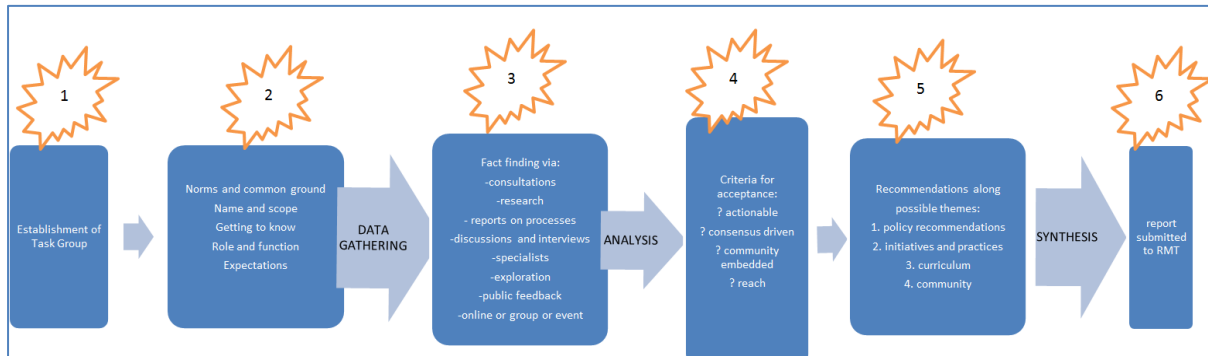 1
Establishment of
Task Group
2
Norms and common ground
Name and scope
Getting to know
Role and function
Expectations
DATA
GATHERING
3
Fact finding via:
-consultations
-research
- reports on processes
-discussions and interviews
-specialists
-exploration
-public feedback
-online or group or event
ANALYSIS
4
Criteria for
acceptance:
? actionable
? consensus driven
? community
embedded
? reach
5
Recommendations along
possible themes:
1. policy recommendations
2. initiatives and practices
3. curriculum
4. community
SYNTHESIS
6
report
submitted
to RMT